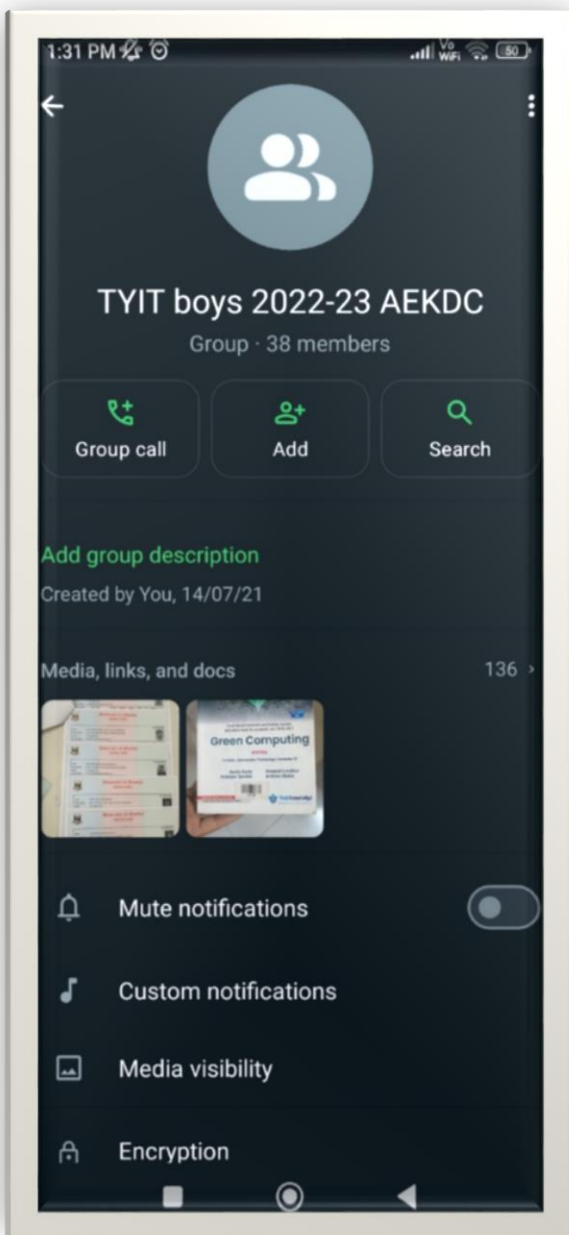 1:31 PM
Vo WiFi 50
TYIT boys 2022-23 AEKDC
Group · 38 members
Group call Add Search
Add group description
Created by You, 14/07/21
Media, links, and docs 136 ›
Green Computing
Mute notifications
Custom notifications
Media visibility
Encryption